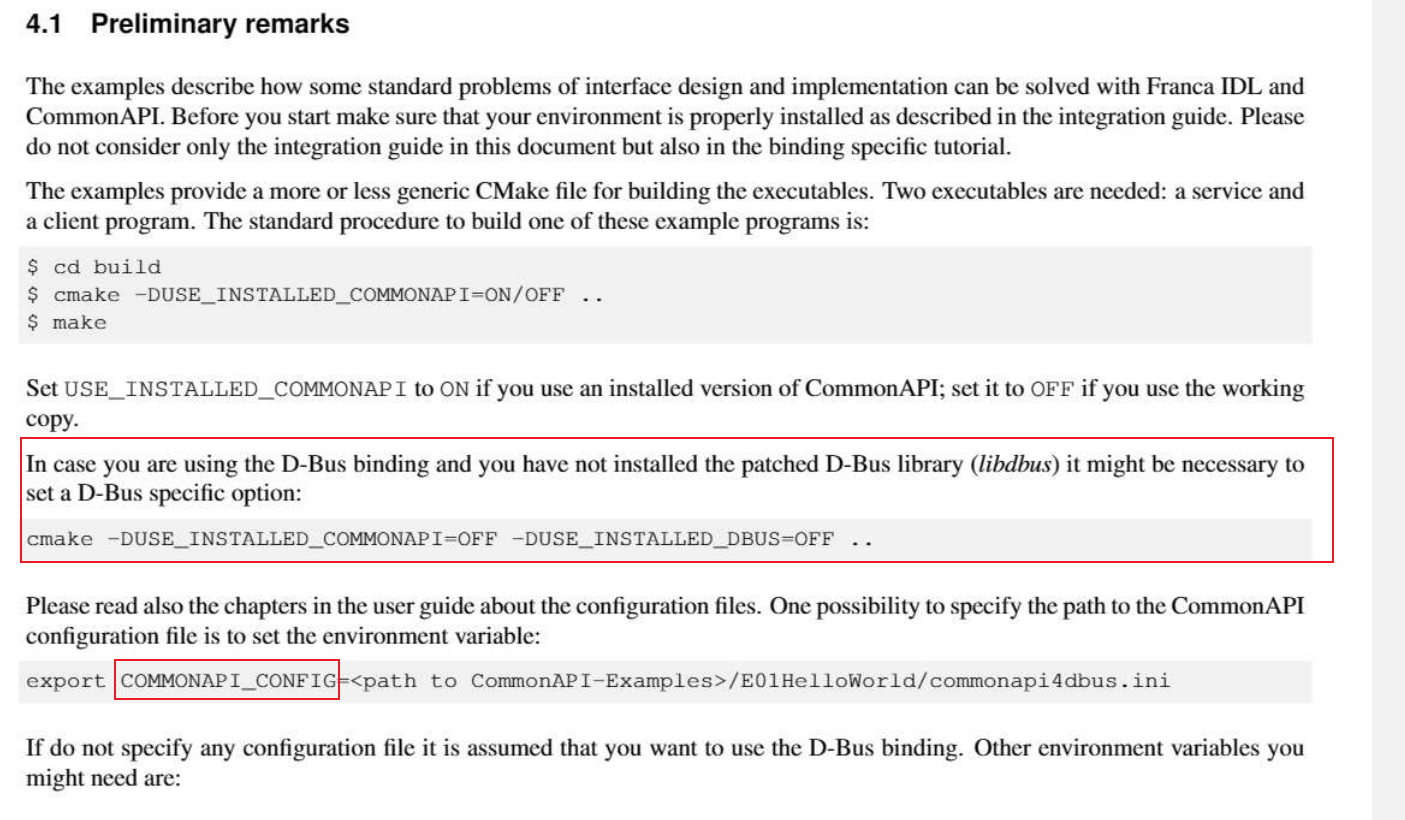 4.1 Preliminary remarks
The examples describe how some standard problems of interface design and implementation can be solved with Franca IDL and
CommonAPI. Before you start make sure that your environment is properly installed as described in the integration guide. Please
do not consider only the integration guide in this document but also in the binding specific tutorial.
The examples provide a more or less generic CMake file for building the executables. Two executables are needed: a service and
a client program. The standard procedure to build one of these example programs is:
$ cd build
$ cmake -DUSE_INSTALLED_COMMONAPI=ON/OFF ..
$ make
Set USE_INSTALLED_COMMONAPI to ON if you use an installed version of CommonAPI; set it to OFF if you use the working
copy.
In case you are using the D-Bus binding and you have not installed the patched D-Bus library (libdbus) it might be necessary to
set a D-Bus specific option:
cmake -DUSE_INSTALLED_COMMONAPI=OFF -DUSE_INSTALLED_DBUS=OFF ..
Please read also the chapters in the user guide about the configuration files. One possibility to specify the path to the CommonAPI
configuration file is to set the environment variable:
export COMMONAPI_CONFIG=<path to CommonAPI-Examples>/E01HelloWorld/commonapi4dbus.ini
If do not specify any configuration file it is assumed that you want to use the D-Bus binding. Other environment variables you
might need are: